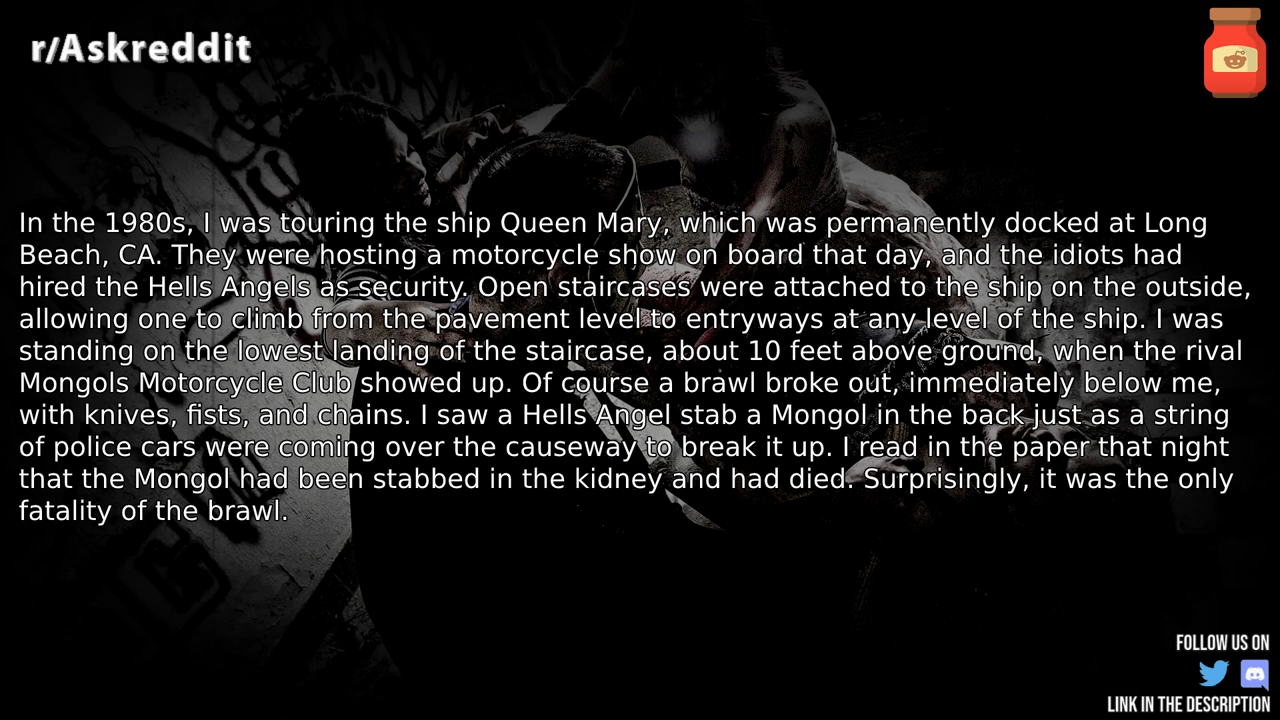 r/Askreddit
In the 1980s, I was touring the ship Queen Mary, which was permanently docked at Long
Beach, CA. They were hosting a motorcycle show on board that day, and the idiots had
hired the Hells Angels as security. Open staircases were attached to the ship on the outside,
allowing one to climb from the pavement level to entryways at any level of the ship. I was
standing on the lowest landing of the staircase, about 10 feet above ground, when the rival
Mongols Motorcycle Club showed up. Of course a brawl broke out, immediately below me,
with knives, fists, and chains. I saw a Hells Angel stab a Mongol in the back just as a string
of police cars were coming over the causeway to break it up. I read in the paper that night
that the Mongol had been stabbed in the kidney and had died. Surprisingly, it was the only
fatality of the brawl.
FOLLOW US ON
LINK IN THE DESCRIPTION